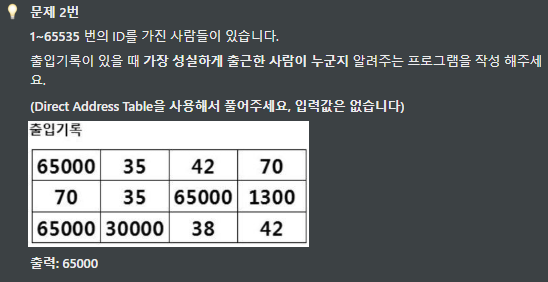 문제 2번
1~65535 번의 ID를 가진 사람들이 있습니다.
출입기록이 있을 때 가장 성실하게 출근한 사람이 누군지 알려주는 프로그램을 작성 해주세
요.
(Direct Address Table을 사용해서 풀어주세요, 입력값은 없습니다)
출입기록
65000 35 42 70
70 35 65000 1300
65000 30000 38 42
출력: 65000